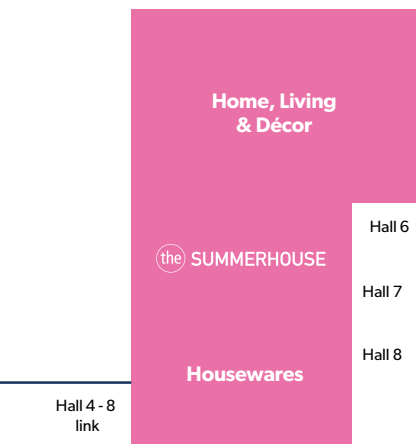 Home, Living
& Décor
Hall 6
the SUMMERHOUSE
Hall 7
Hall 8
Housewares
Hall 4 - 8
link